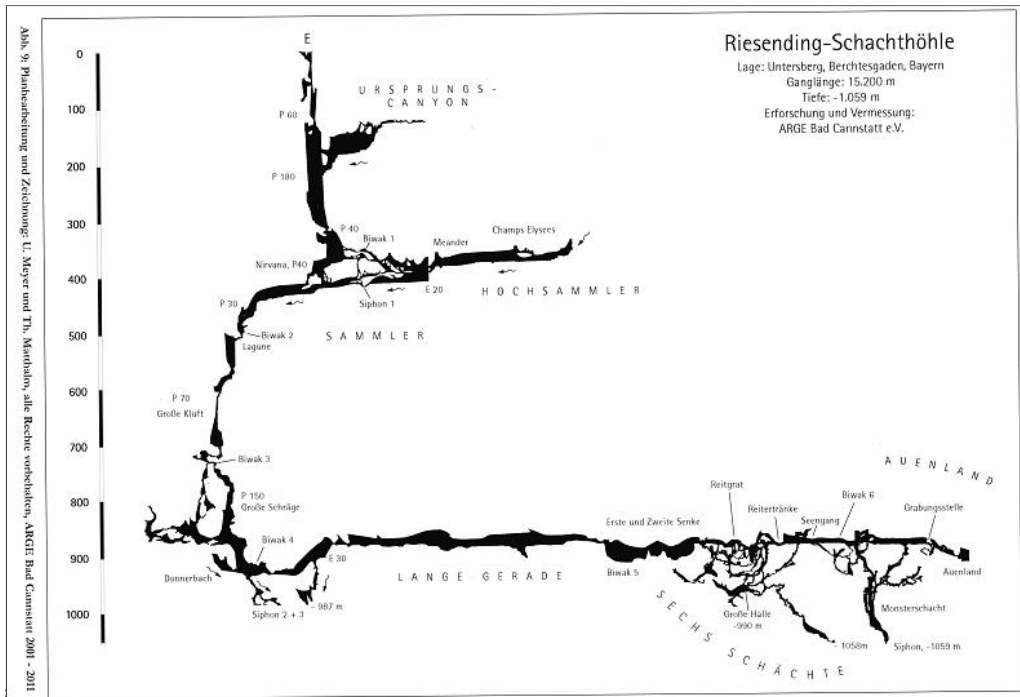 Riesending-Schachthöhle
Lage: Untersberg, Berchtesgaden, Bayern
Ganglänge: 15.200 m
Tiefe: -1.059 m
Erforschung und Vermessung:
ARGE Bad Cannstatt e.V.
E
0
100
200
300
400
500
600
700
800
900
1000
URSPRUNGS-
CANYON
P 60
P 180
P 40
Biwak 1
Meander
Champs Elysees
Nirvana, P40
Siphon 1
E 20
HOCHSAMMLER
P 30
SAMMLER
Biwak 2
Lagune
P 70
Große Kluft
Biwak 3
P 150
Große Schräge
Biwak 4
Donnerbach
E 30
Siphon 2 + 3
- 987 m
LANGE GERADE
Erste und Zweite Senke
Biwak 5
Reitgrat
Reitertränke
Seengang
Biwak 6
AUENLAND
Grabungsstelle
Auenland
Große Halle
-990 m
Monsterschacht
- 1058m
Siphon, -1059 m
SECHS SCHÄCHTE
Abb. 9: Planbearbeitung und Zeichnung: U. Meyer und Th. Matthalm, alle Rechte vorbehalten, ARGE Bad Cannstatt 2001 - 2011